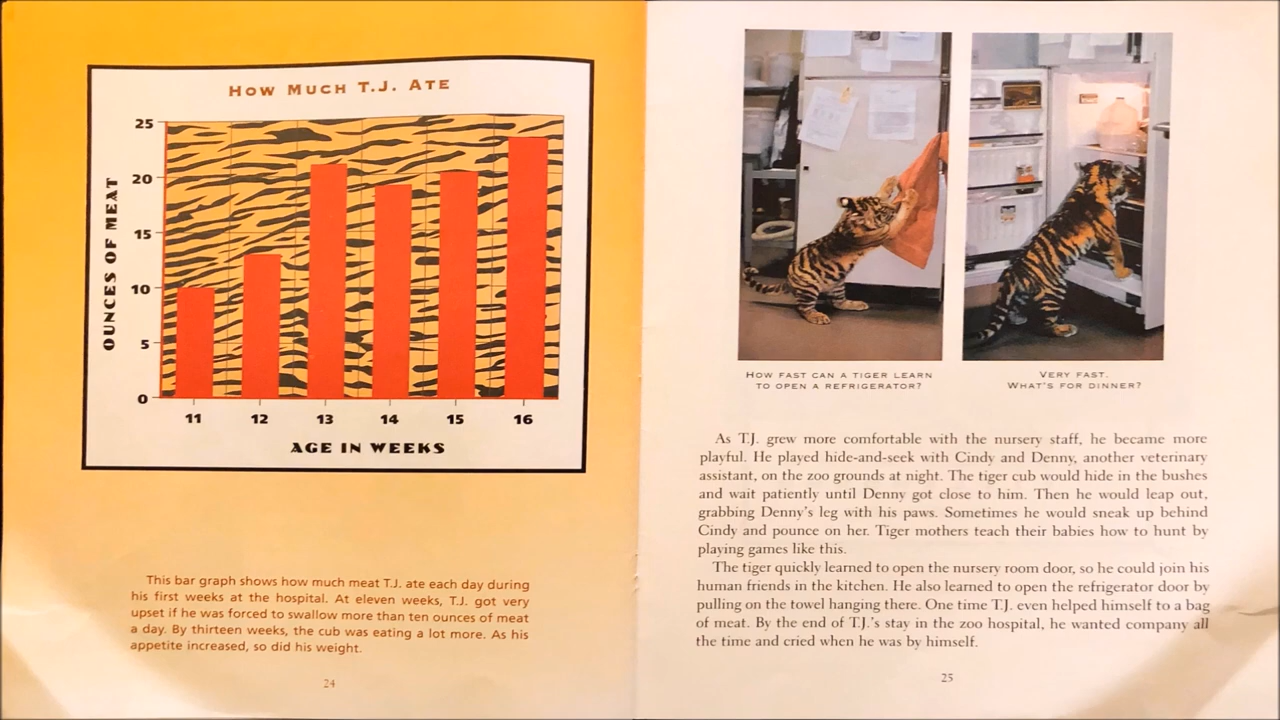 HOW MUCH T.J. ATE
OUNCES OF MEAT
25
20
15
10
5
0
11 12 13 14 15 16
AGE IN WEEKS
This bar graph shows how much meat T.J. ate each day during
his first weeks at the hospital. At eleven weeks, T.J. got very
upset if he was forced to swallow more than ten ounces of meat
a day. By thirteen weeks, the cub was eating a lot more. As his
appetite increased, so did his weight.
24
HOW FAST CAN A TIGER LEARN
TO OPEN A REFRIGERATOR?
VERY FAST.
WHAT'S FOR DINNER?
As T.J. grew more comfortable with the nursery staff, he became more
playful. He played hide-and-seek with Cindy and Denny, another veterinary
assistant, on the zoo grounds at night. The tiger cub would hide in the bushes
and wait patiently until Denny got close to him. Then he would leap out,
grabbing Denny's leg with his paws. Sometimes he would sneak up behind
Cindy and pounce on her. Tiger mothers teach their babies how to hunt by
playing games like this.
The tiger quickly learned to open the nursery room door, so he could join his
human friends in the kitchen. He also learned to open the refrigerator door by
pulling on the towel hanging there. One time T.J. even helped himself to a bag
of meat. By the end of T.J.'s stay in the zoo hospital, he wanted company all
the time and cried when he was by himself.
25